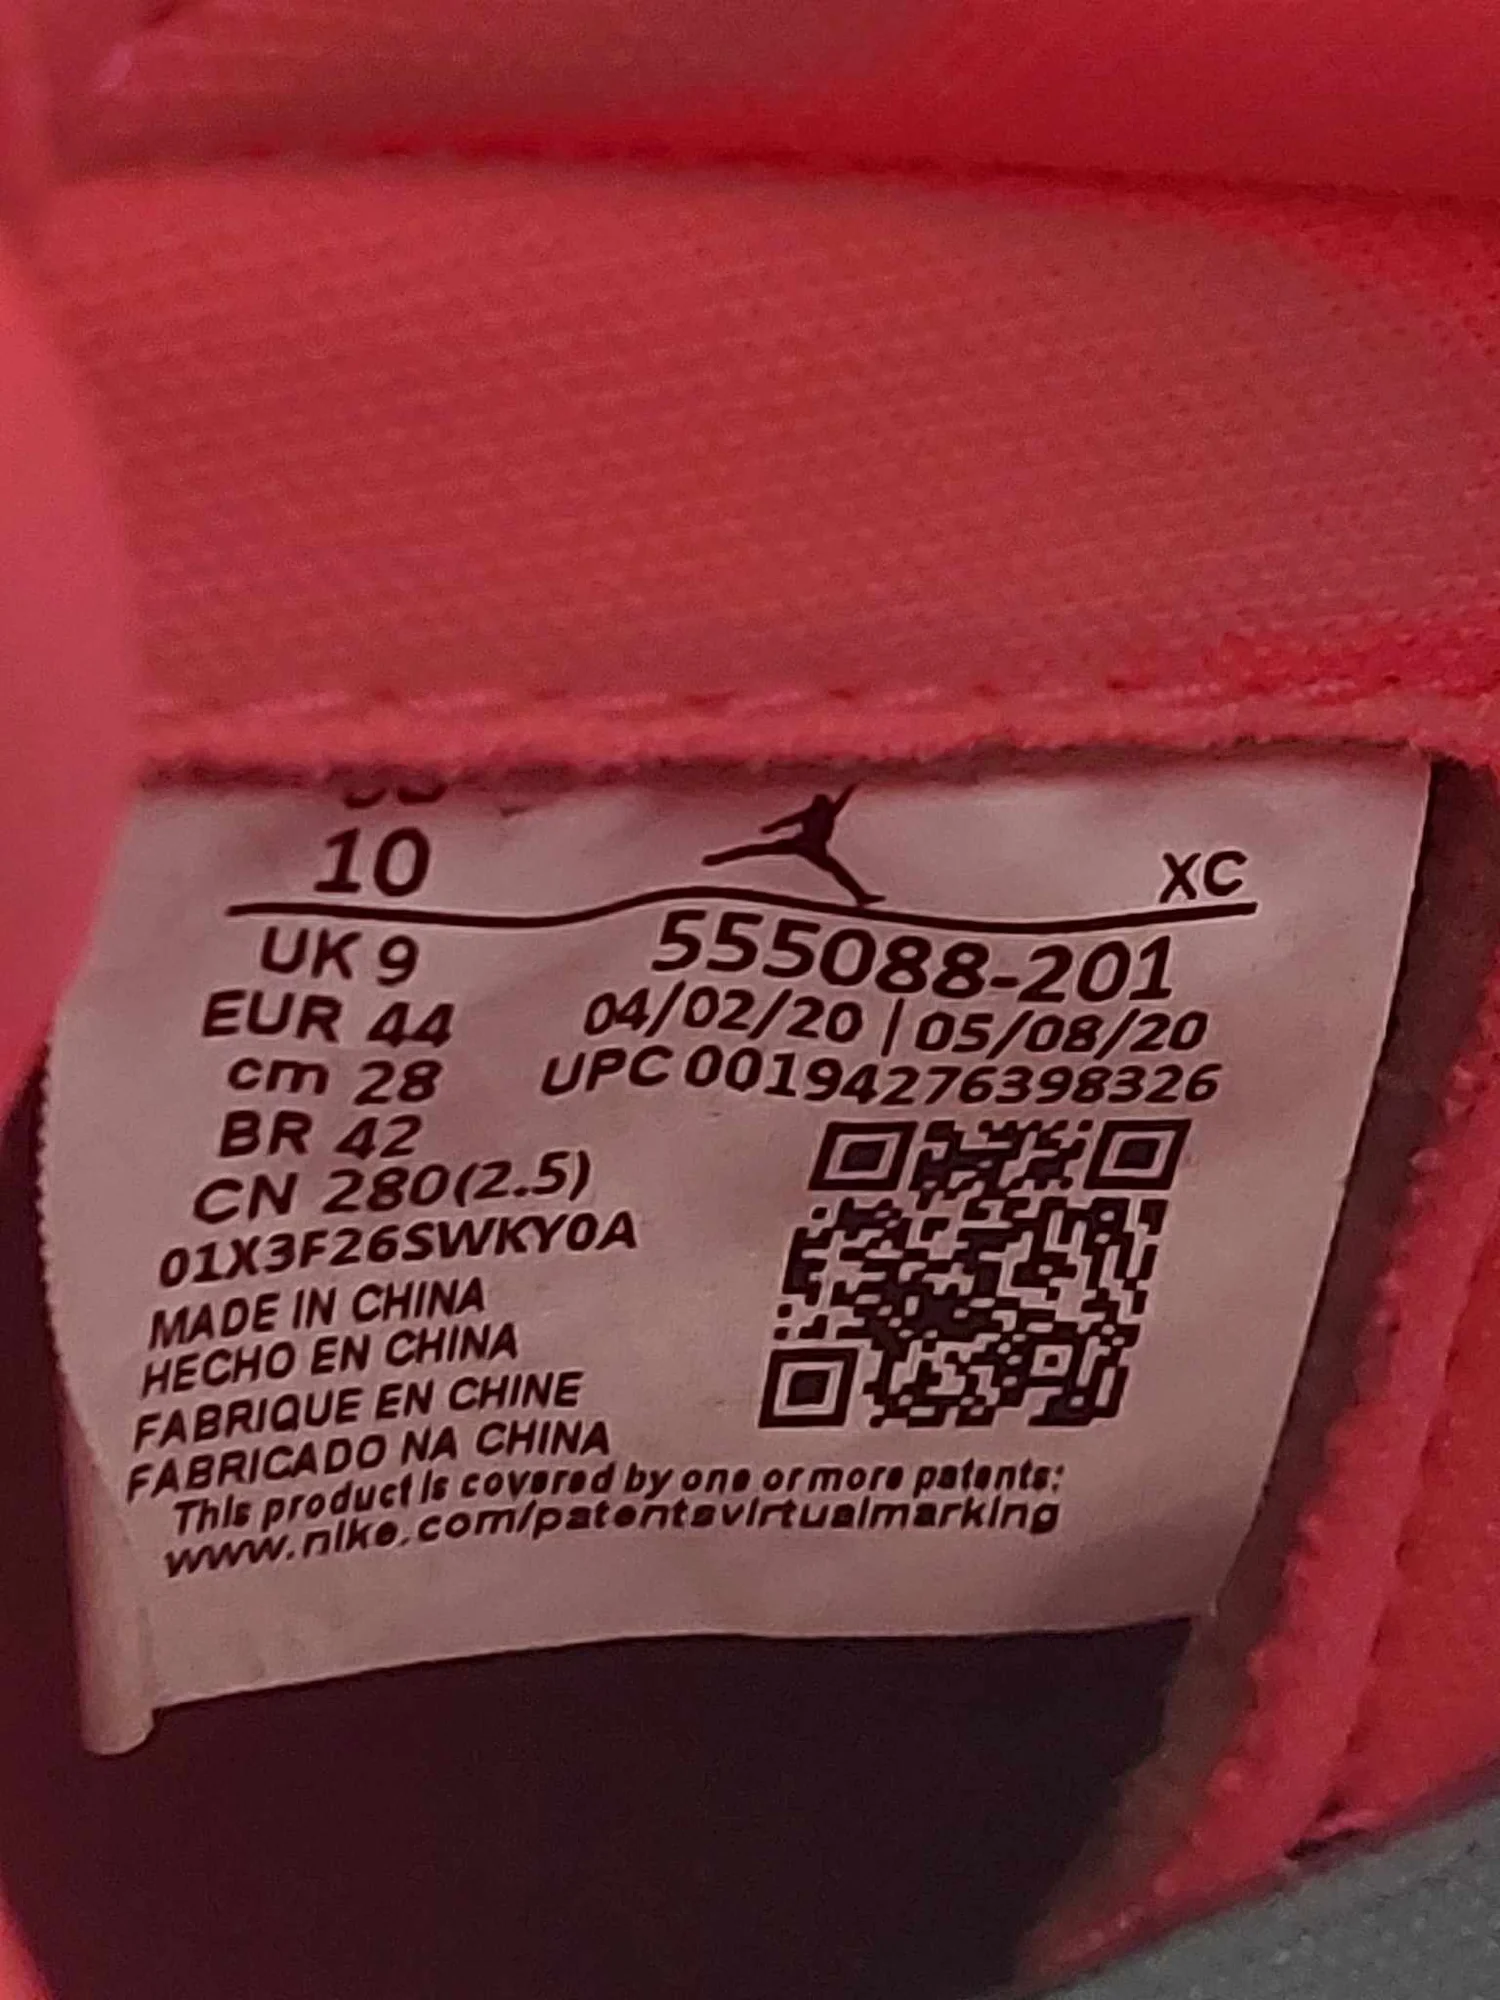 10
XC
UK 9
555088-201
EUR 44
04/02/20 | 05/08/20
cm 28
UPC 00194276398326
BR 42
CN 280(2.5)
01X3F26SWKY0A
MADE IN CHINA
HECHO EN CHINA
FABRIQUE EN CHINE
FABRICADO NA CHINA
This product is covered by one or more patents:
www.nike.com/patentsvirtualmarking